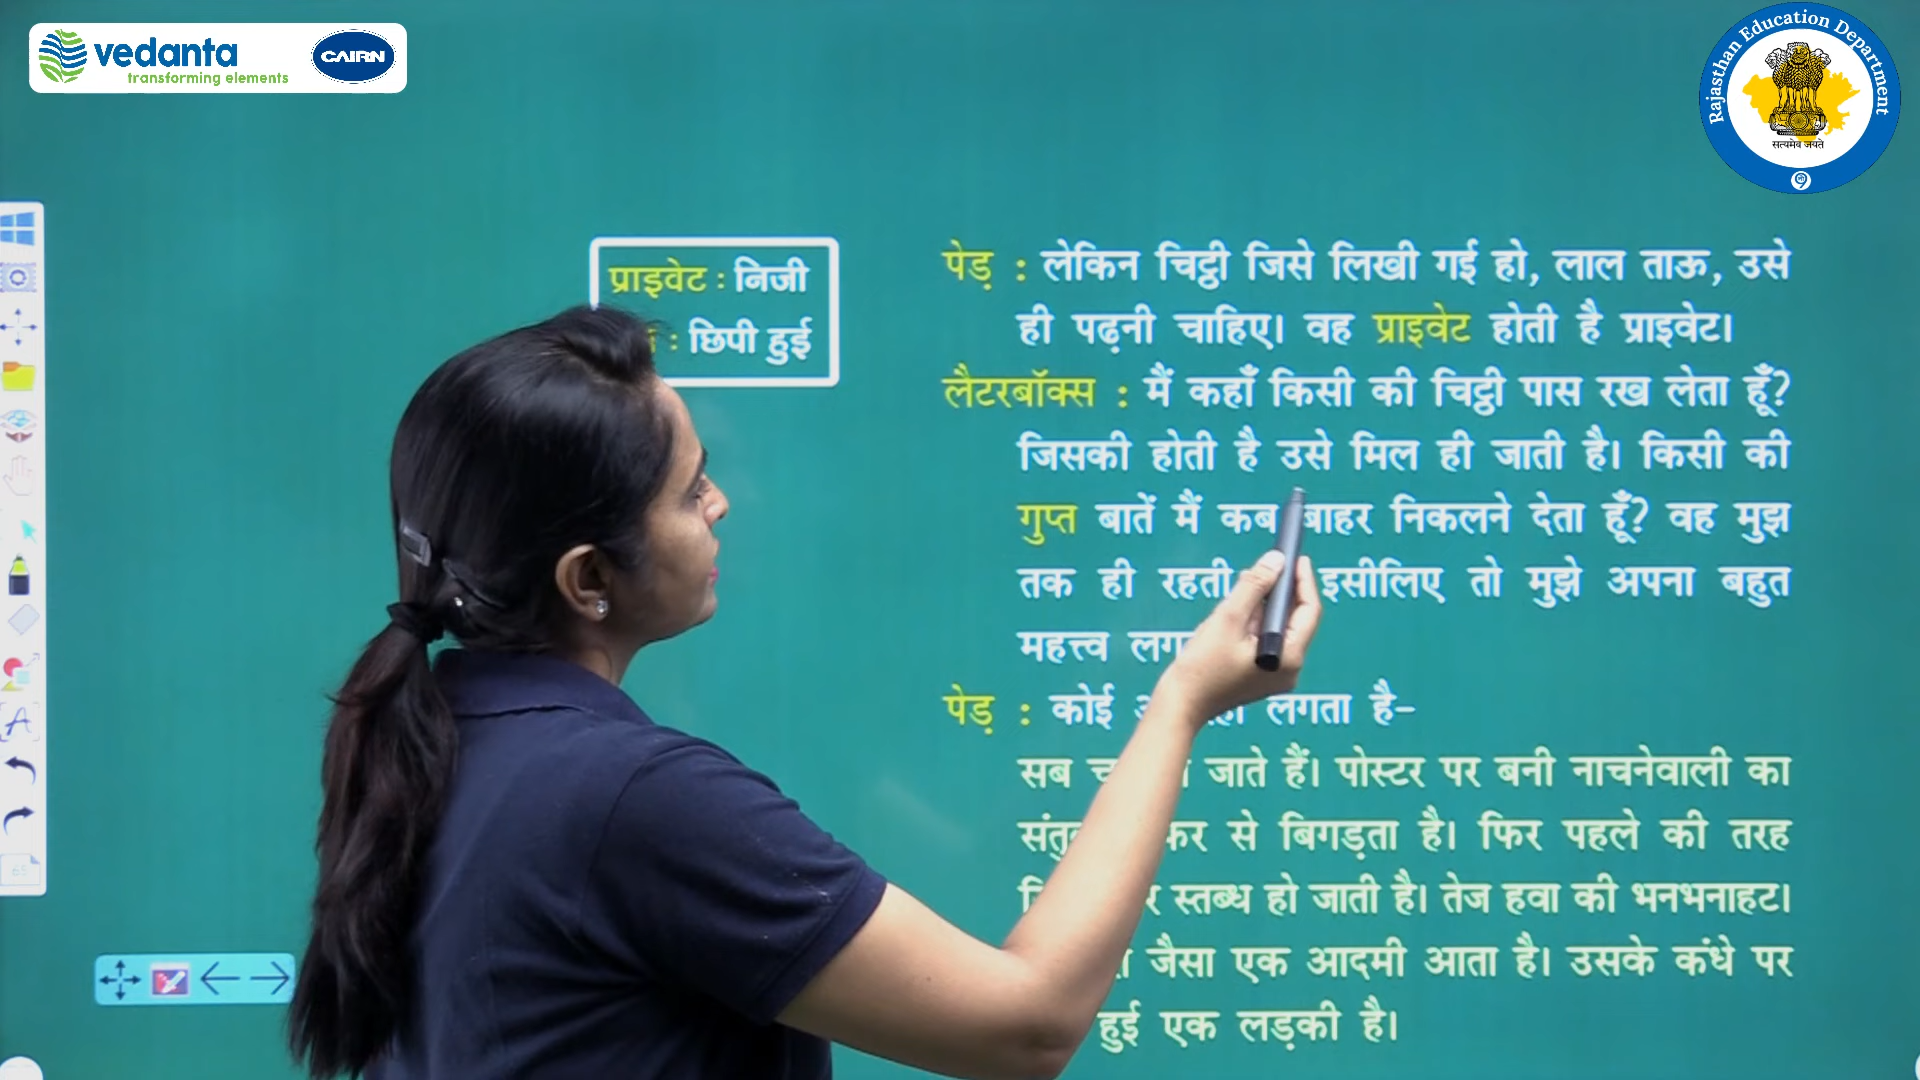 vedanta
transforming elements
CAIRN
Rajasthan Education Department
सत्यमेव जयते
प्राइवेट : निजी
: छिपी हुई
पेड़ : लेकिन चिट्ठी जिसे लिखी गई हो, लाल ताऊ, उसे
ही पढ़नी चाहिए। वह प्राइवेट होती है प्राइवेट।
लैटरबॉक्स : मैं कहाँ किसी की चिट्ठी पास रख लेता हूँ?
जिसकी होती है उसे मिल ही जाती है। किसी की
गुप्त बातें मैं कब बाहर निकलने देता हूँ? वह मुझ
तक ही रहती इसीलिए तो मुझे अपना बहुत
महत्त्व
पेड़ : कोई लगता है–
सब जाते हैं। पोस्टर पर बनी नाचनेवाली का
से बिगड़ता है। फिर पहले की तरह
स्तब्ध हो जाती है। तेज हवा की भनभनाहट।
जैसा एक आदमी आता है। उसके कंधे पर
हुई एक लड़की है।
65